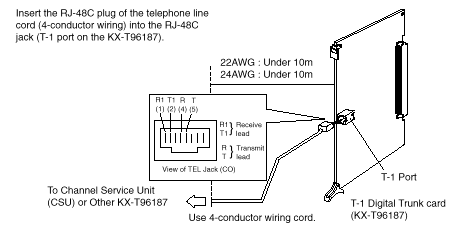 Insert the RJ-48C plug of the telephone line
cord (4-conductor wiring) into the RJ-48C
jack (T-1 port on the KX-T96187).
22AWG : Under 10m
24AWG : Under 10m
R1 T1 R T
(1) (2) (4) (5)
R1 } Receive
T1 lead
R } Transmit
T lead
View of TEL Jack (CO)
T-1 Port
To Channel Service Unit
(CSU) or Other KX-T96187
T-1 Digital Trunk card
(KX-T96187)
Use 4-conductor wiring cord.